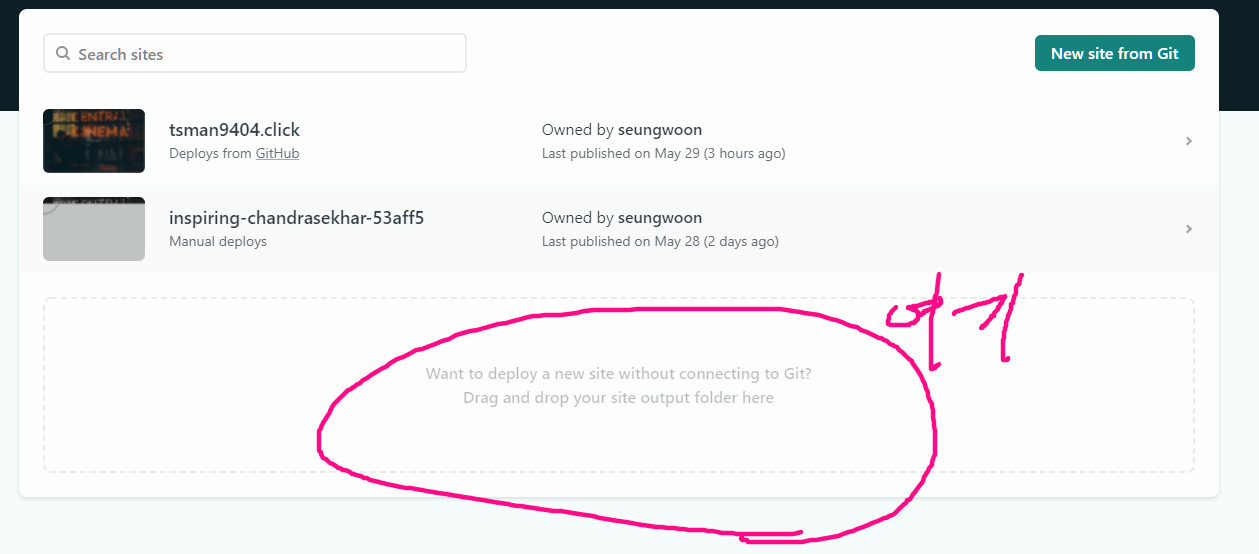 Search sites
New site from Git
CENTRAL
CINEMA
tsman9404.click
Owned by seungwoon
Deploys from GitHub
Last published on May 29 (3 hours ago)
inspiring-chandrasekhar-53aff5
Owned by seungwoon
Manual deploys
Last published on May 28 (2 days ago)
여기
Want to deploy a new site without connecting to Git?
Drag and drop your site output folder here